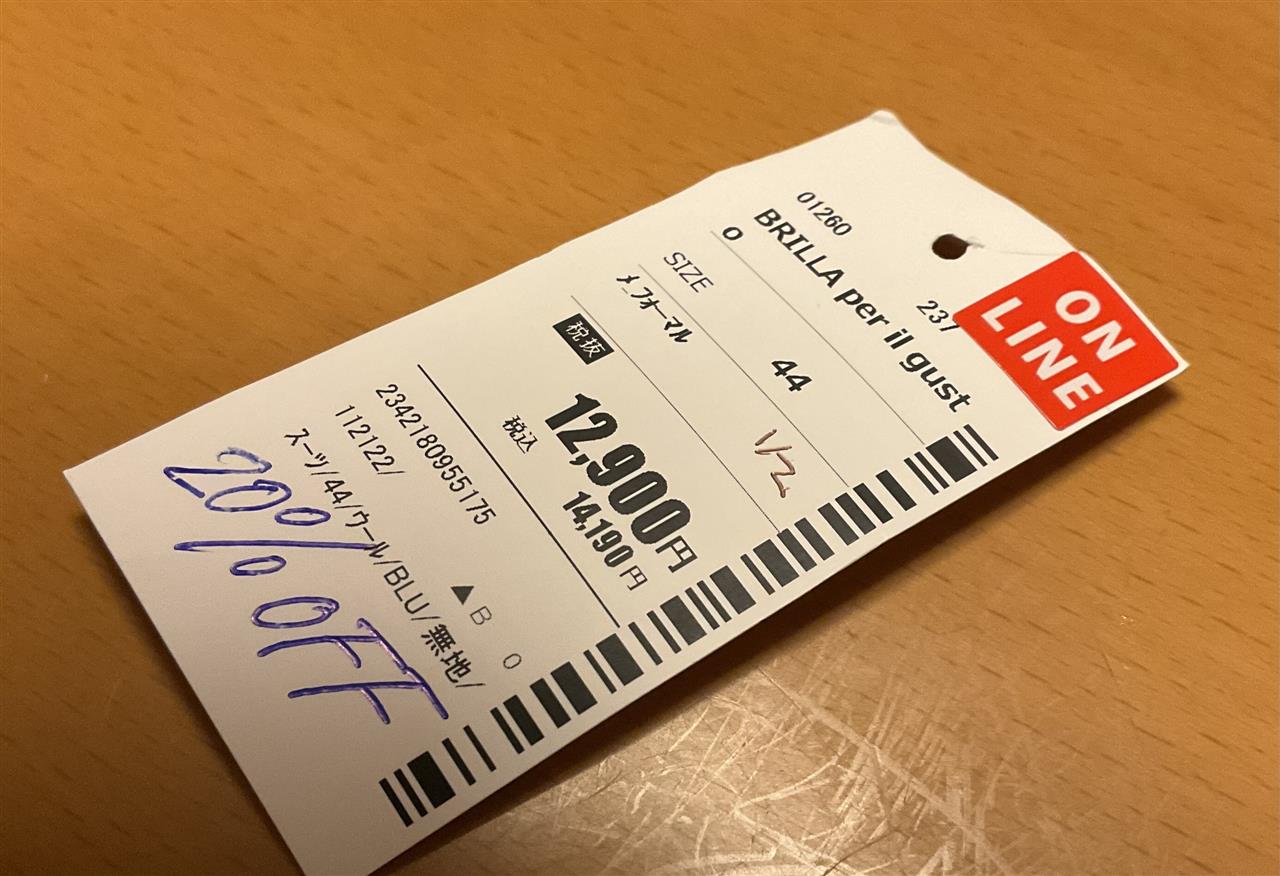 ON
LINE
01260
237
BRILLA per il gust
o
SIZE 44
メ_フォーマル 1/2
税抜 12,900円
税込 14,190円
2342180955175
112122/ ▲B 0
スーツ/44/ウール/BLU/無地/
20% OFF